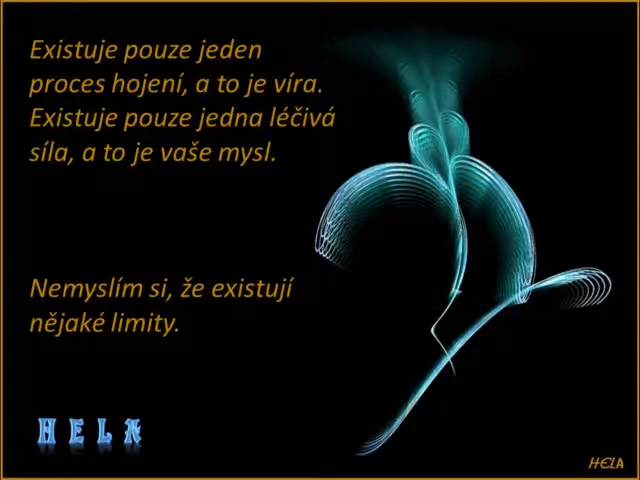 Existuje pouze jeden
proces hojení, a to je víra.
Existuje pouze jedna léčivá
síla, a to je vaše mysl.
Nemyslím si, že existují
nějaké limity.
HELA
HELA